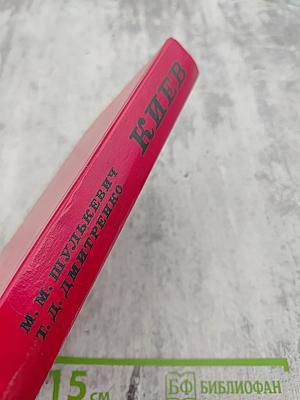 М. М. ШУЛЬКЕВИЧ
Т. Д. ДМИТРЕНКО
КИЕВ
15 СМ
БФ БИБЛИОФАН